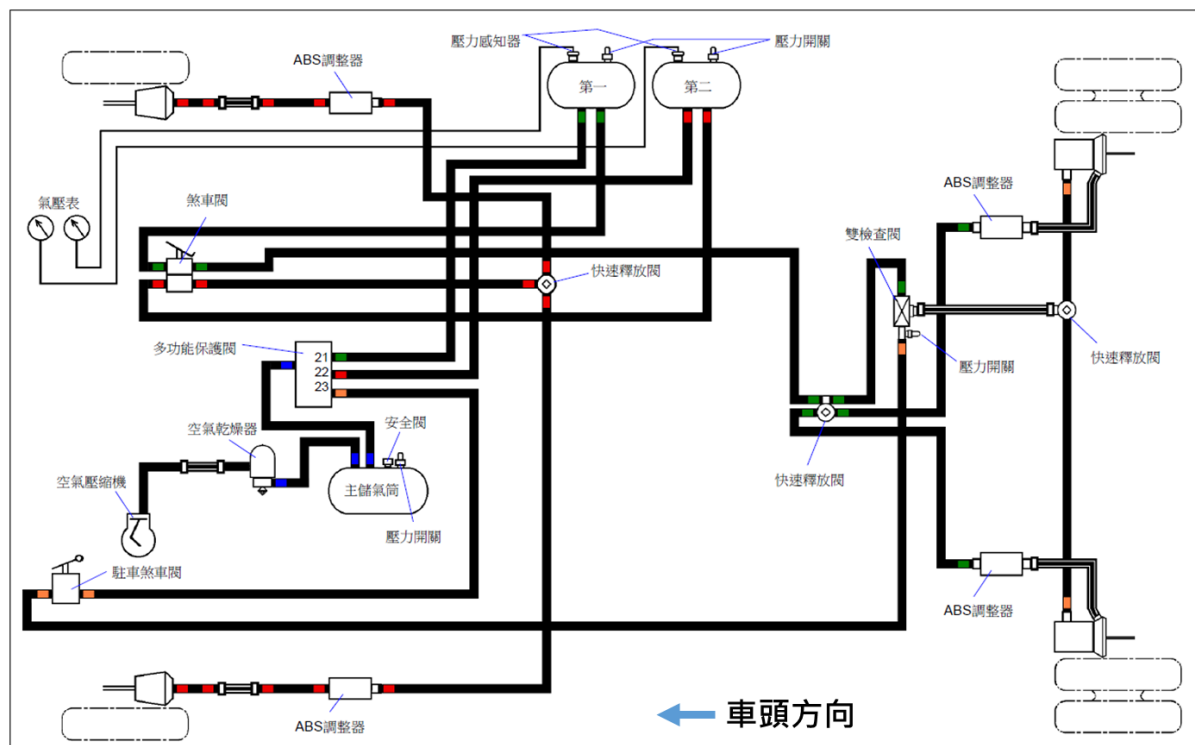 壓力感知器
壓力開關
ABS調整器
第一
第二
ABS調整器
氣壓表
煞車閥
雙檢查閥
快速釋放閥
多功能保護閥
21
22
23
壓力開關
快速釋放閥
空氣乾燥器
安全閥
快速釋放閥
空氣壓縮機
主儲氣筒
壓力開關
駐車煞車閥
ABS調整器
ABS調整器
車頭方向